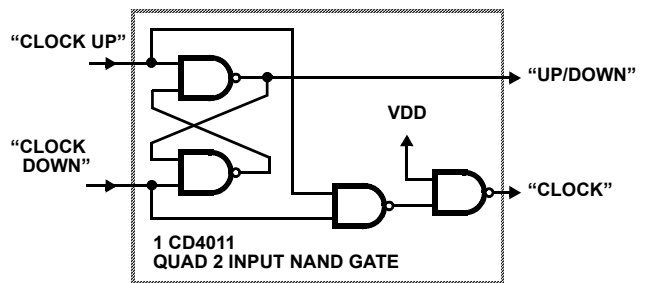 “CLOCK UP”
“UP/DOWN”
VDD
“CLOCK
DOWN”
“CLOCK”
1 CD4011
QUAD 2 INPUT NAND GATE